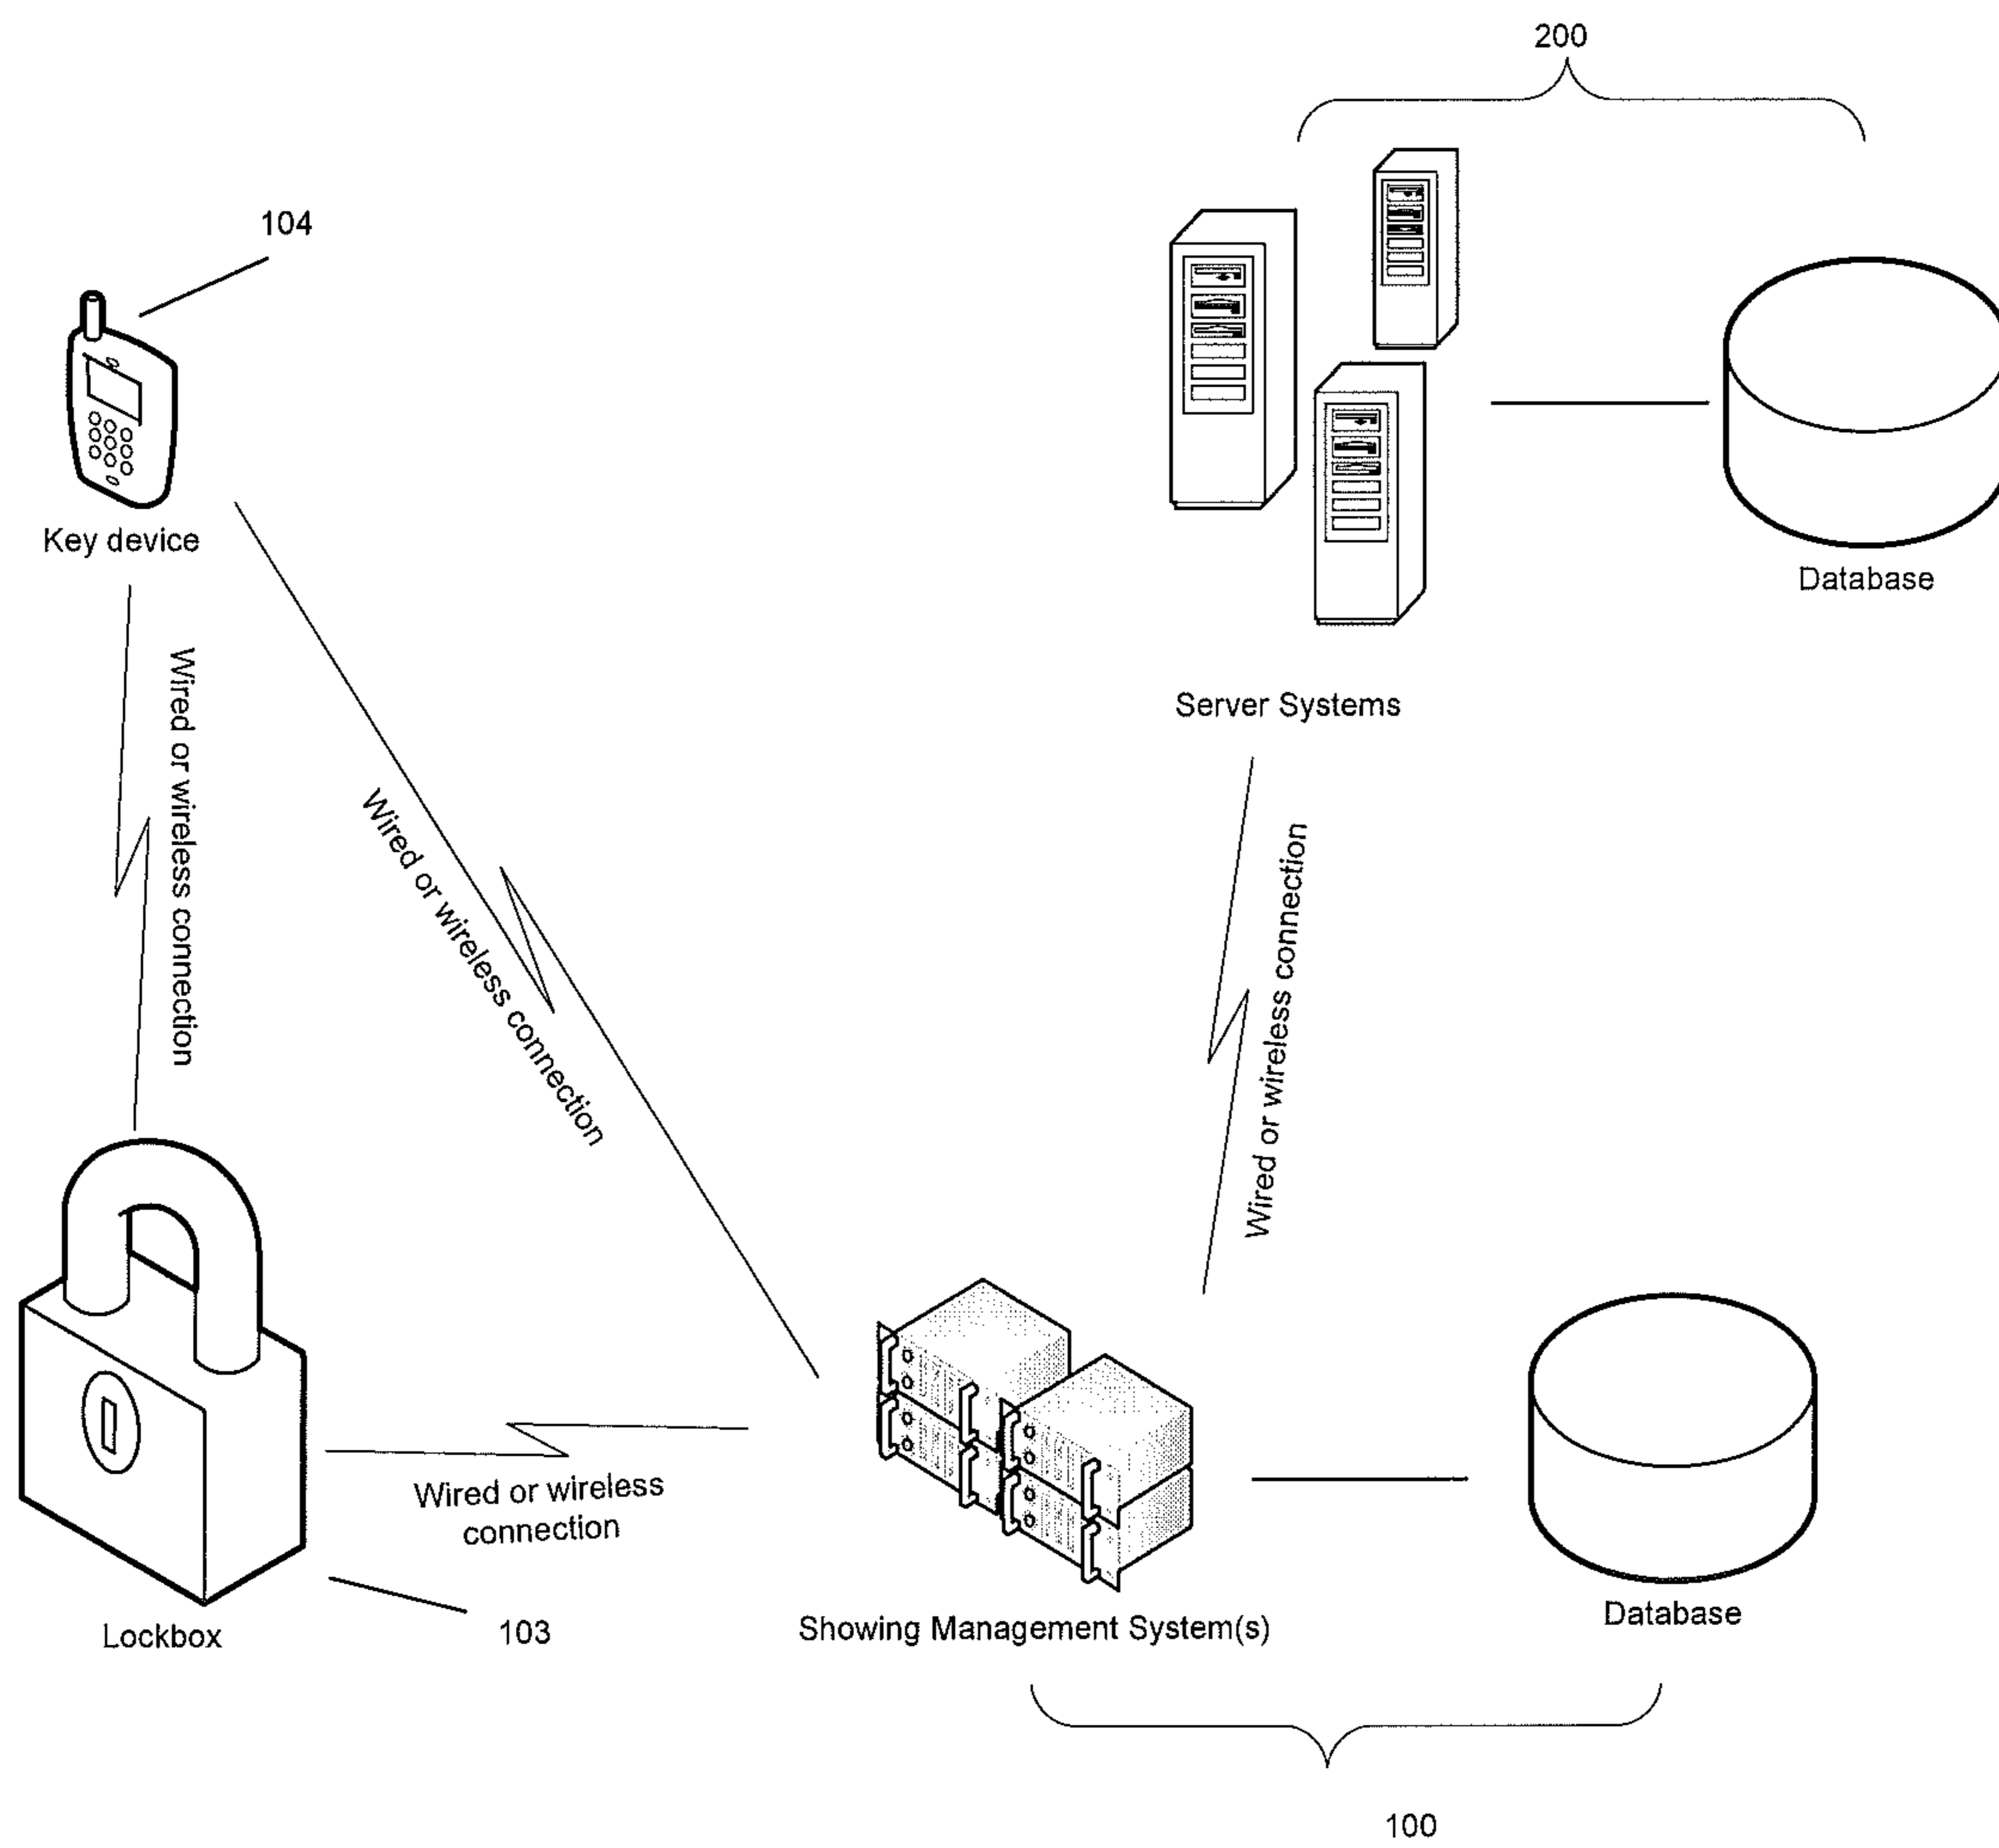 200
104
Key device
Database
Server Systems
Wired or wireless connection
Wired or wireless connection
Wired or wireless connection
Wired or wireless
connection
Lockbox
103
Showing Management System(s)
Database
100